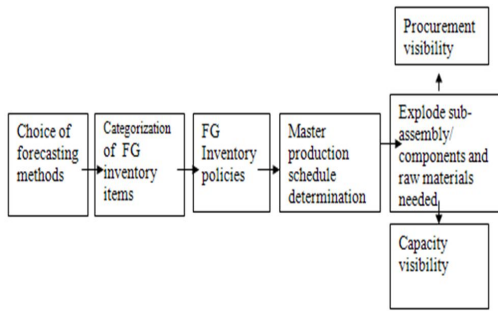 Procurement
visibility
Choice of
forecasting
methods
Categorization
of FG
inventory
items
FG
Inventory
policies
Master
production
schedule
determination
Explode sub-
assembly/
components and
raw materials
needed
Capacity
visibility